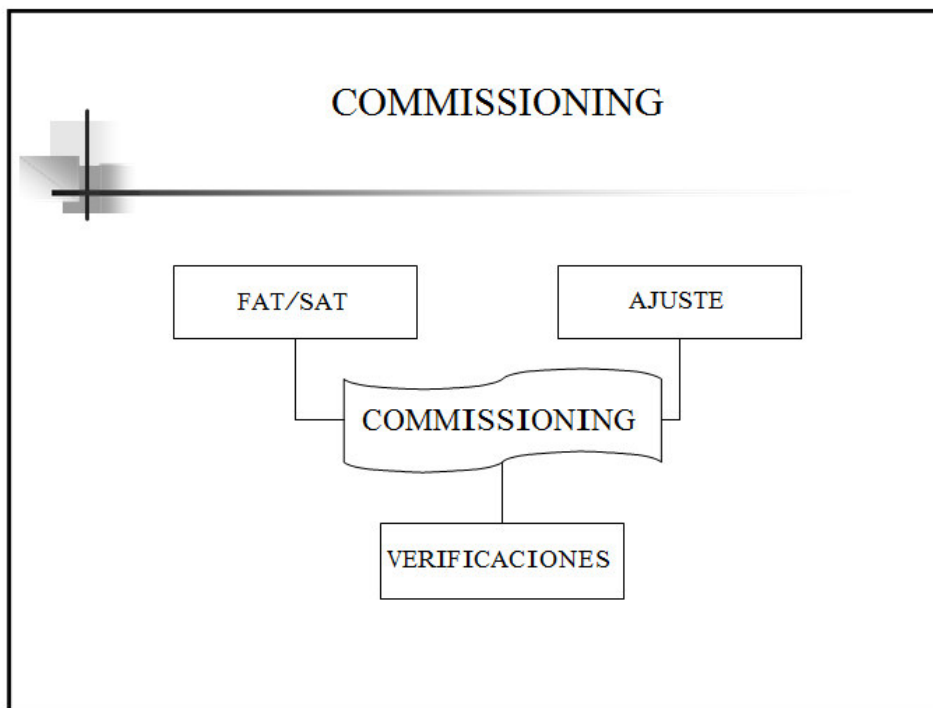 COMMISSIONING
FAT/SAT
AJUSTE
COMMISSIONING
VERIFICACIONES